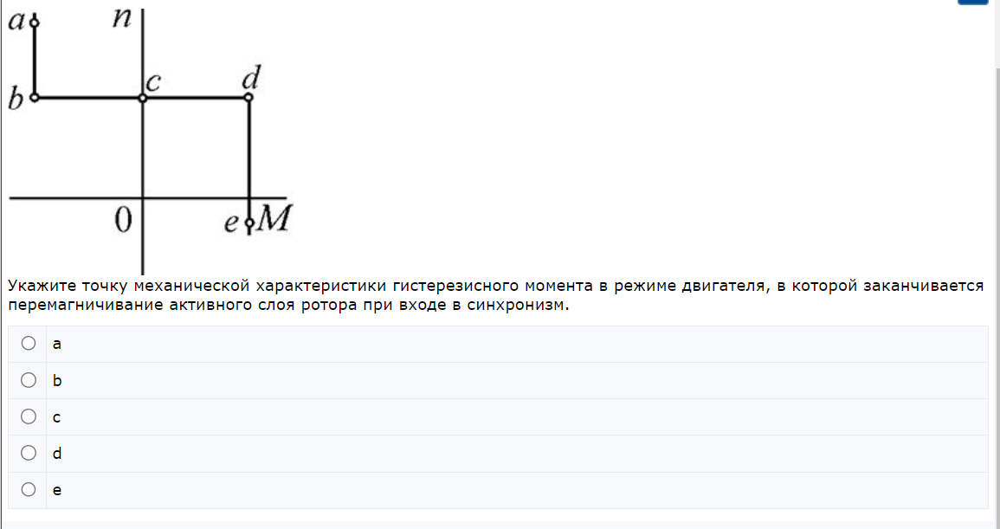 a n
c d
b
0 e M
Укажите точку механической характеристики гистерезисного момента в режиме двигателя, в которой заканчивается
перемагничивание активного слоя ротора при входе в синхронизм.
a
b
c
d
e